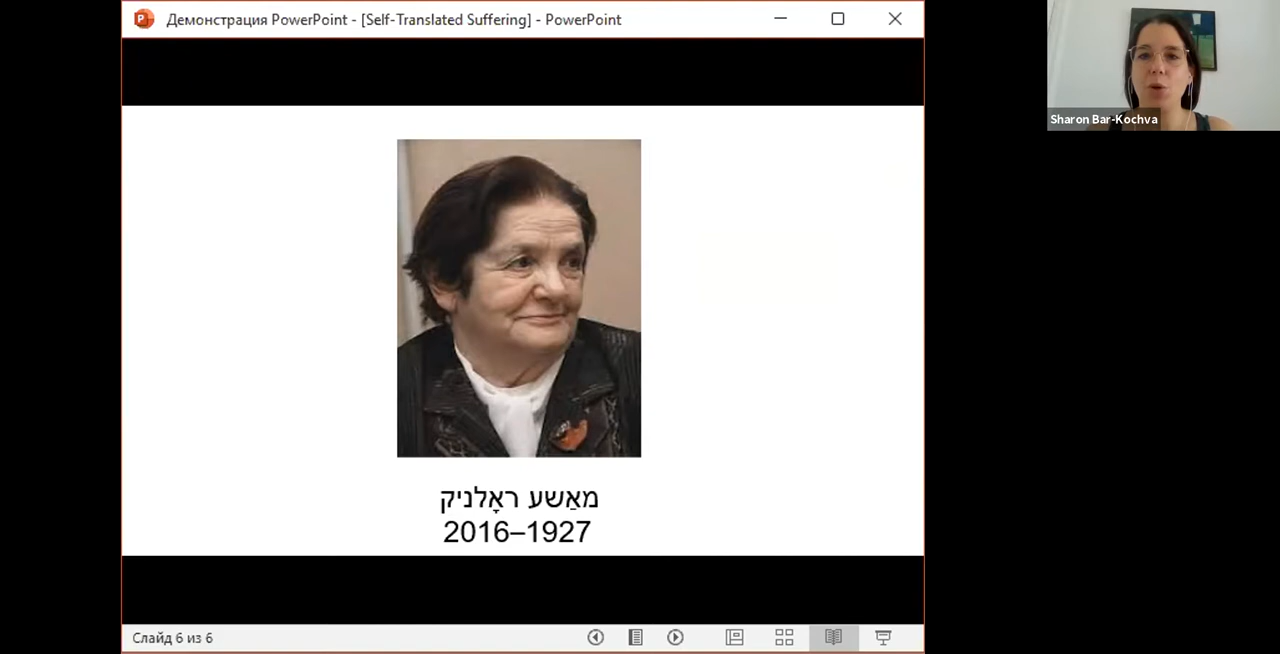 Демонстрация PowerPoint - [Self-Translated Suffering] - PowerPoint
Sharon Bar-Kochva
מאַשע ראָלניק
2016–1927
Слайд 6 из 6